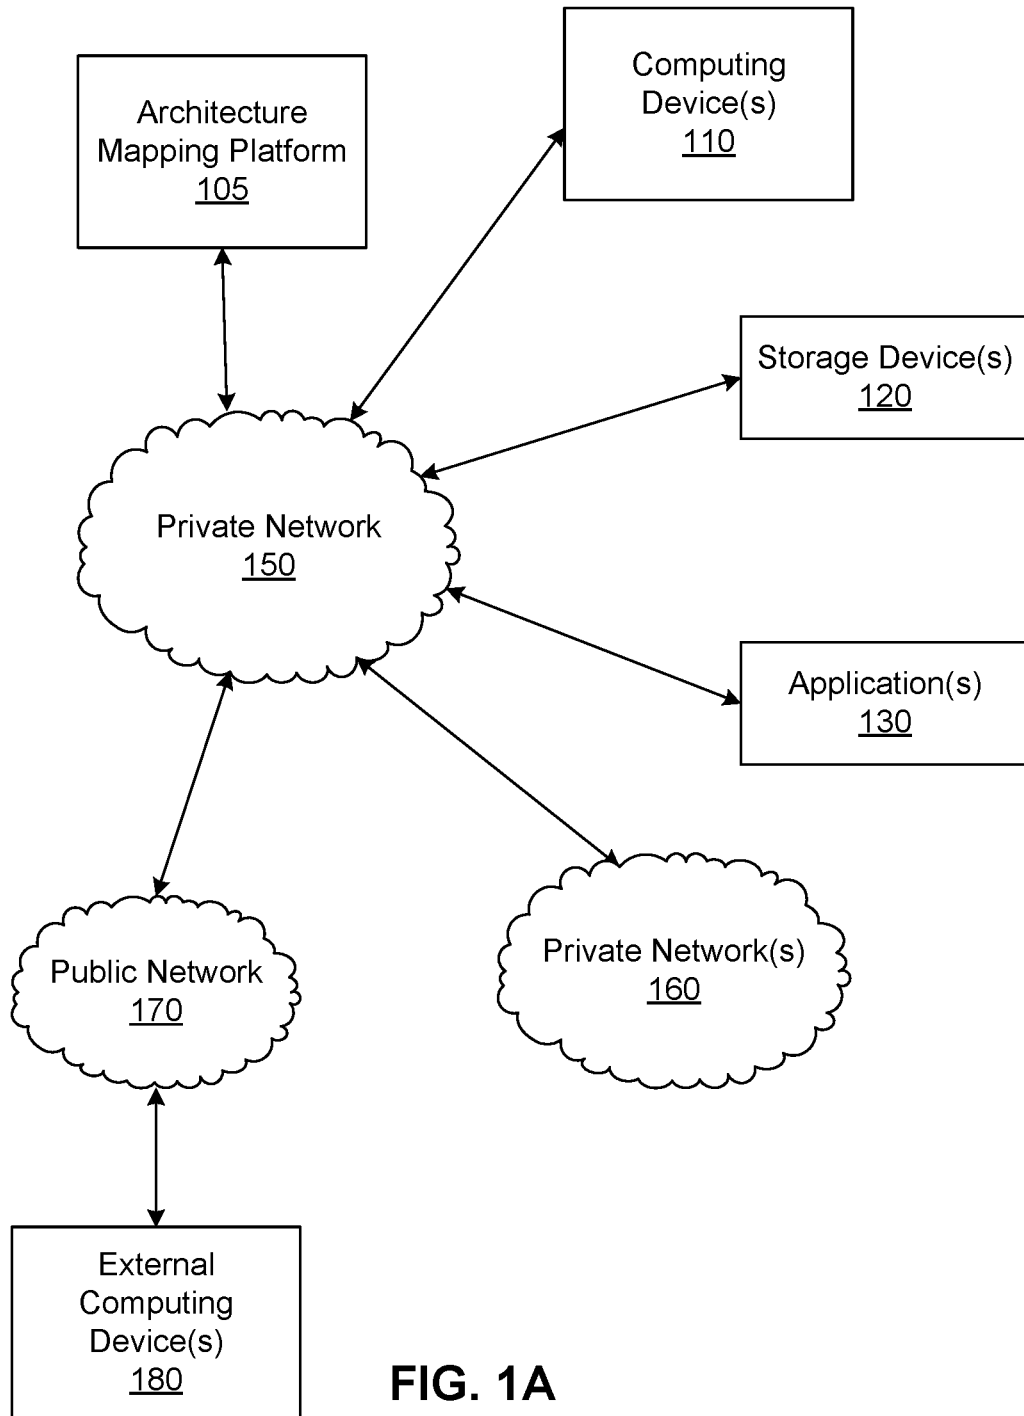 Architecture
Mapping Platform
105
Computing
Device(s)
110
Storage Device(s)
120
Private Network
150
Application(s)
130
Public Network
170
Private Network(s)
160
External
Computing
Device(s)
180
FIG. 1A